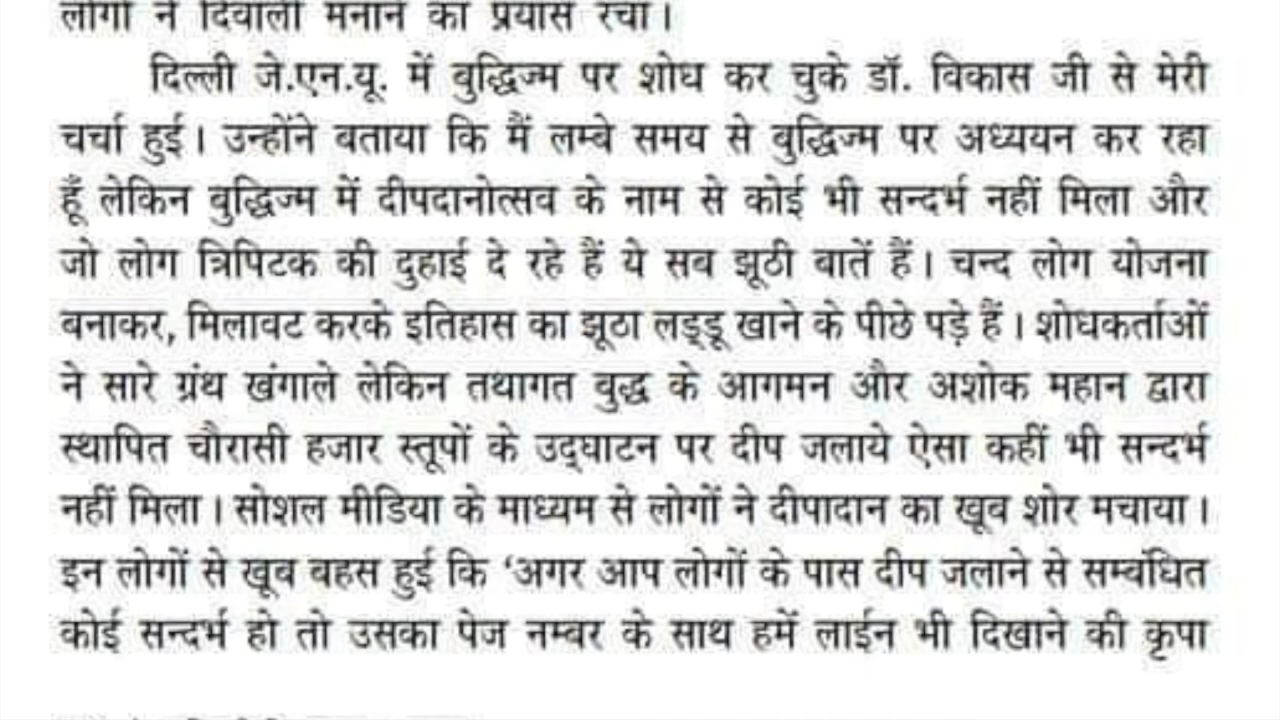 लोगों ने दिवाली मनाने का प्रयास रचा।
दिल्ली जे.एन.यू. में बुद्धिज्म पर शोध कर चुके डॉ. विकास जी से मेरी
चर्चा हुई। उन्होंने बताया कि मैं लम्बे समय से बुद्धिज्म पर अध्ययन कर रहा
हूँ लेकिन बुद्धिज्म में दीपदानोत्सव के नाम से कोई भी सन्दर्भ नहीं मिला और
जो लोग त्रिपिटक की दुहाई दे रहे हैं ये सब झूठी बातें हैं। चन्द लोग योजना
बनाकर, मिलावट करके इतिहास का झूठा लड्डू खाने के पीछे पड़े हैं। शोधकर्ताओं
ने सारे ग्रंथ खंगाले लेकिन तथागत बुद्ध के आगमन और अशोक महान द्वारा
स्थापित चौरासी हजार स्तूपों के उद्घाटन पर दीप जलाये ऐसा कहीं भी सन्दर्भ
नहीं मिला। सोशल मीडिया के माध्यम से लोगों ने दीपादान का खूब शोर मचाया।
इन लोगों से खूब बहस हुई कि ‘अगर आप लोगों के पास दीप जलाने से सम्बंधित
कोई सन्दर्भ हो तो उसका पेज नम्बर के साथ हमें लाईन भी दिखाने की कृपा